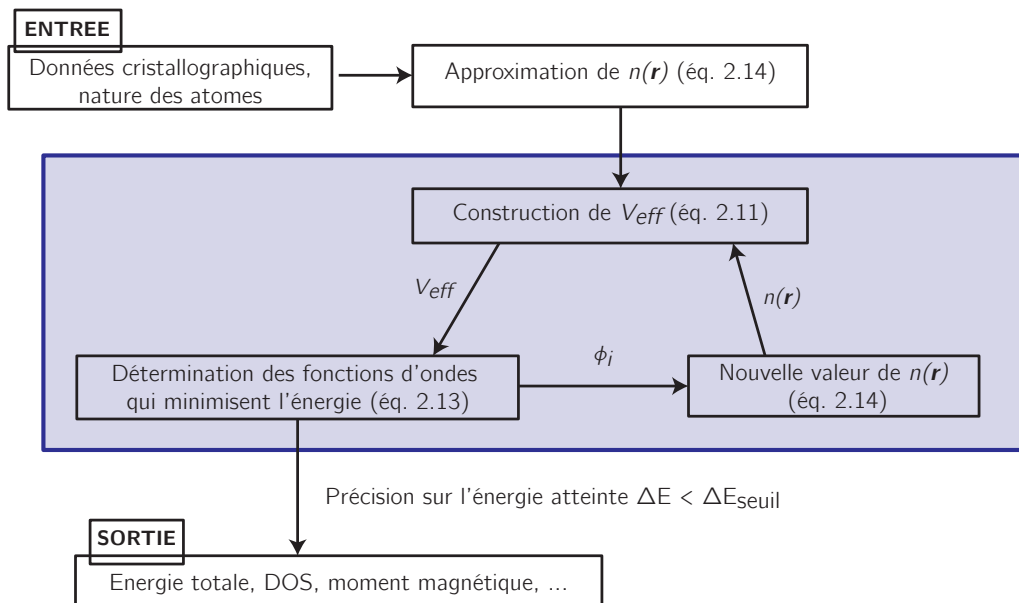 ENTREE
Données cristallographiques,
nature des atomes
Approximation de n(r) (éq. 2.14)
Construction de Veff (éq. 2.11)
Veff
n(r)
Détermination des fonctions d'ondes
qui minimisent l'énergie (éq. 2.13)
ϕi
Nouvelle valeur de n(r)
(éq. 2.14)
Précision sur l'énergie atteinte ΔE < ΔEseuil
SORTIE
Energie totale, DOS, moment magnétique, ...